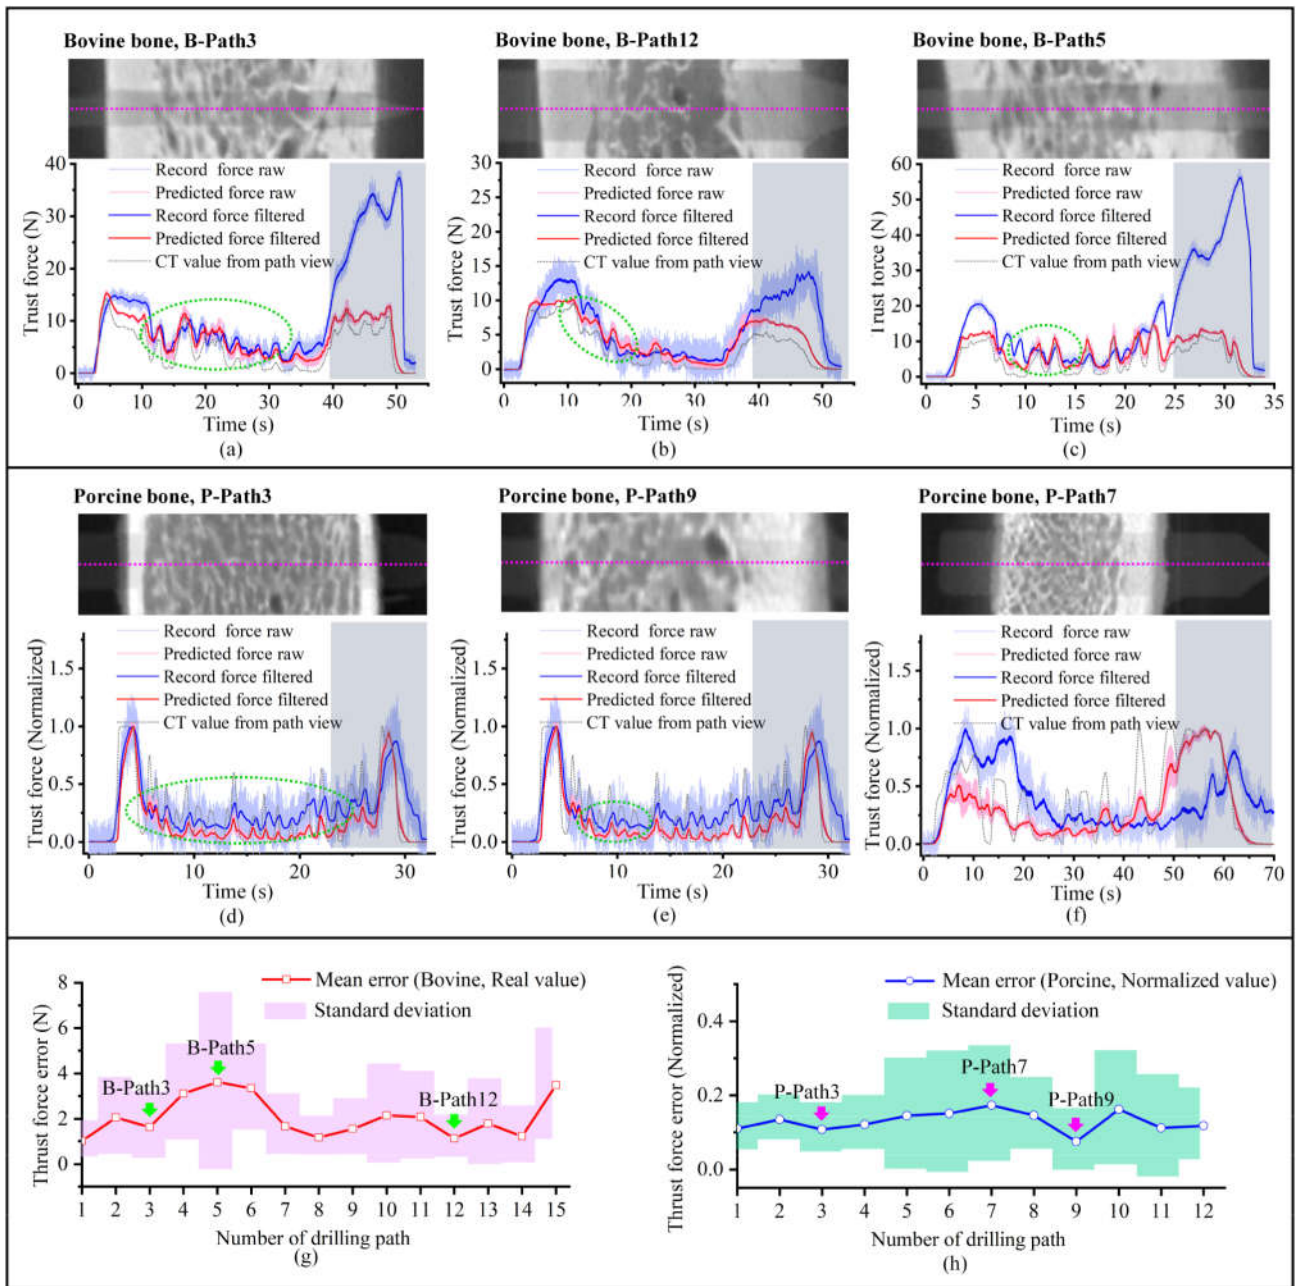 Bovine bone, B-Path3
Bovine bone, B-Path12
Bovine bone, B-Path5
40
30
20
10
0
Trust force (N)
Record force raw
Predicted force raw
Record force filtered
Predicted force filtered
CT value from path view
0 10 20 30 40 50
Time (s)
(a)
30
25
20
15
10
5
0
Trust force (N)
Record force raw
Predicted force raw
Record force filtered
Predicted force filtered
CT value from path view
0 10 20 30 40 50
Time (s)
(b)
60
50
40
30
20
10
0
Trust force (N)
Record force raw
Predicted force raw
Record force filtered
Predicted force filtered
CT value from path view
0 5 10 15 20 25 30 35
Time (s)
(c)
Porcine bone, P-Path3
Porcine bone, P-Path9
Porcine bone, P-Path7
1.5
1.0
0.5
0.0
Trust force (Normalized)
Record force raw
Predicted force raw
Record force filtered
Predicted force filtered
CT value from path view
0 10 20 30
Time (s)
(d)
1.5
1.0
0.5
0.0
Trust force (Normalized)
Record force raw
Predicted force raw
Record force filtered
Predicted force filtered
CT value from path view
0 10 20 30
Time (s)
(e)
1.5
1.0
0.5
0.0
Trust force (Normalized)
Record force raw
Predicted force raw
Record force filtered
Predicted force filtered
CT value from path view
0 10 20 30 40 50 60 70
Time (s)
(f)
8
6
4
2
0
Thrust force error (N)
Mean error (Bovine, Real value)
Standard deviation
B-Path3
B-Path5
B-Path12
1 2 3 4 5 6 7 8 9 10 11 12 13 14 15
Number of drilling path
(g)
0.4
0.2
0.0
Thrust force error (Normalized)
Mean error (Porcine, Normalized value)
Standard deviation
P-Path3
P-Path7
P-Path9
1 2 3 4 5 6 7 8 9 10 11 12
Number of drilling path
(h)